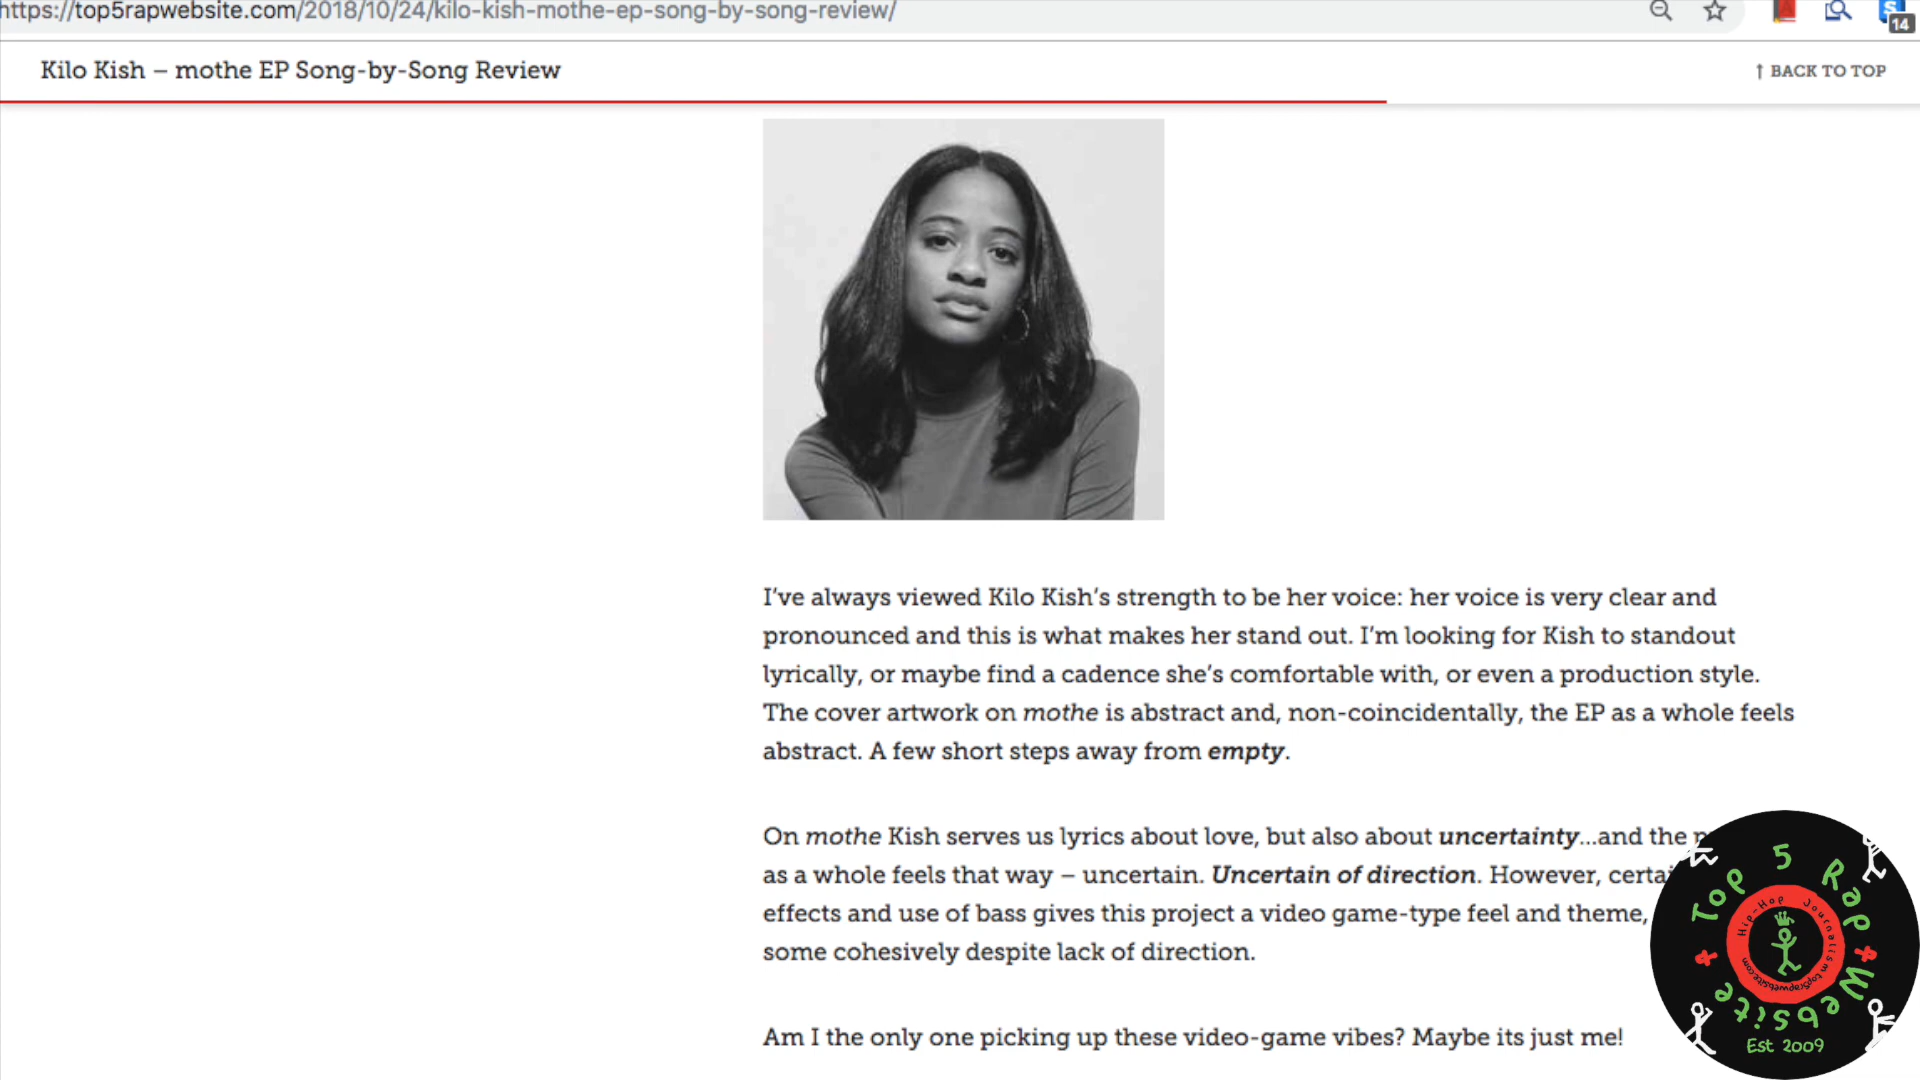 https://top5rapwebsite.com/2018/10/24/kilo-kish-mothe-ep-song-by-song-review/
14
Kilo Kish – mothe EP Song-by-Song Review
↑ BACK TO TOP
I've always viewed Kilo Kish's strength to be her voice: her voice is very clear and
pronounced and this is what makes her stand out. I'm looking for Kish to standout
lyrically, or maybe find a cadence she's comfortable with, or even a production style.
The cover artwork on mothe is abstract and, non-coincidentally, the EP as a whole feels
abstract. A few short steps away from empty.
On mothe Kish serves us lyrics about love, but also about uncertainty...and the
as a whole feels that way – uncertain. Uncertain of direction. However,
effects and use of bass gives this project a video game-type feel and theme,
some cohesively despite lack of direction.
Am I the only one picking up these video-game vibes? Maybe its just me!
Top 5 Rap Website
Hip-Hop Journalism top5rapwebsite.com
Est 2009